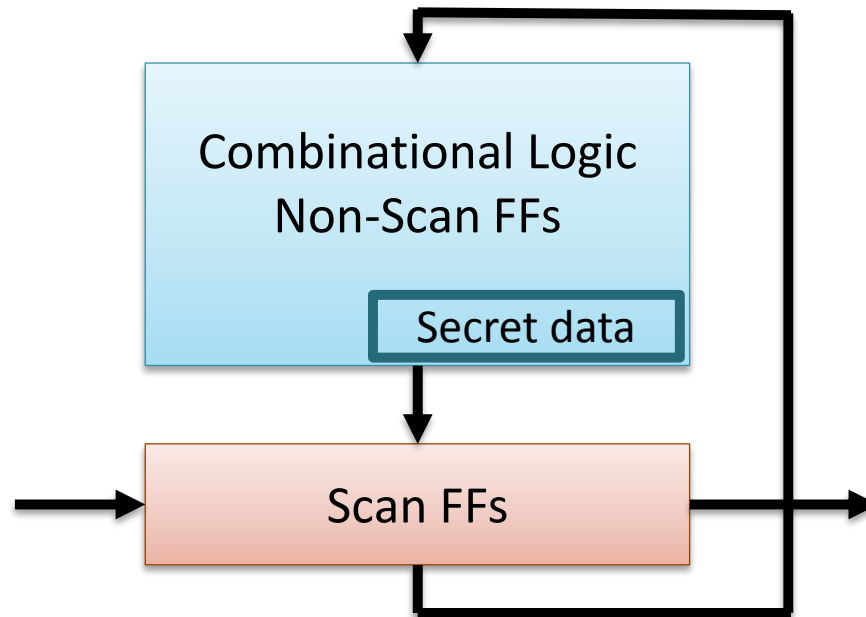 Combinational Logic
Non-Scan FFs
Secret data
Scan FFs